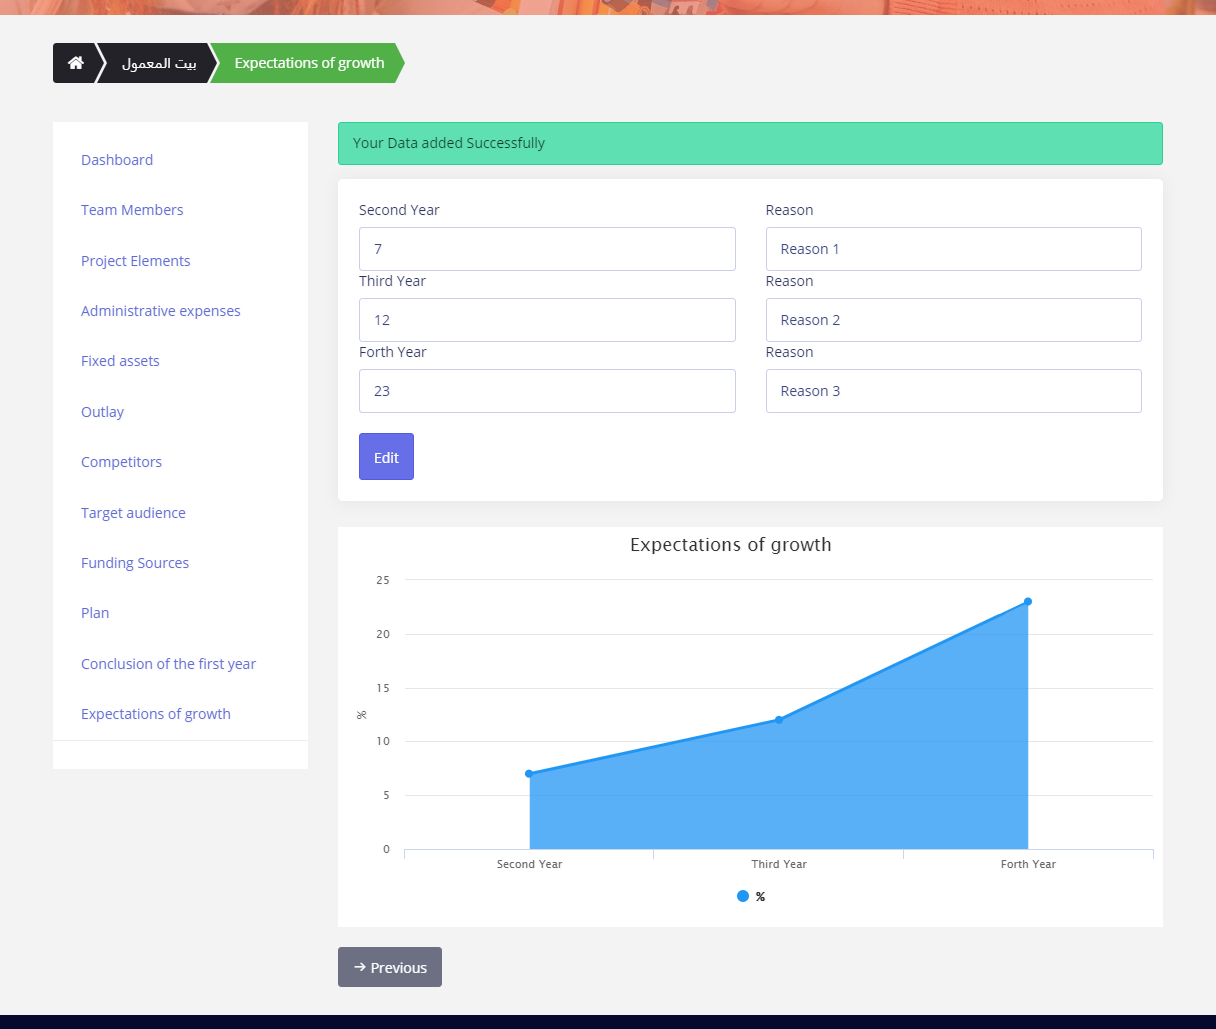 بيت المعمول
Expectations of growth
Dashboard
Team Members
Project Elements
Administrative expenses
Fixed assets
Outlay
Competitors
Target audience
Funding Sources
Plan
Conclusion of the first year
Expectations of growth
Your Data added Successfully
Second Year
Reason
7
Reason 1
Third Year
Reason
12
Reason 2
Forth Year
Reason
23
Reason 3
Edit
Expectations of growth
25
20
15
%
10
5
0
Second Year
Third Year
Forth Year
%
→ Previous